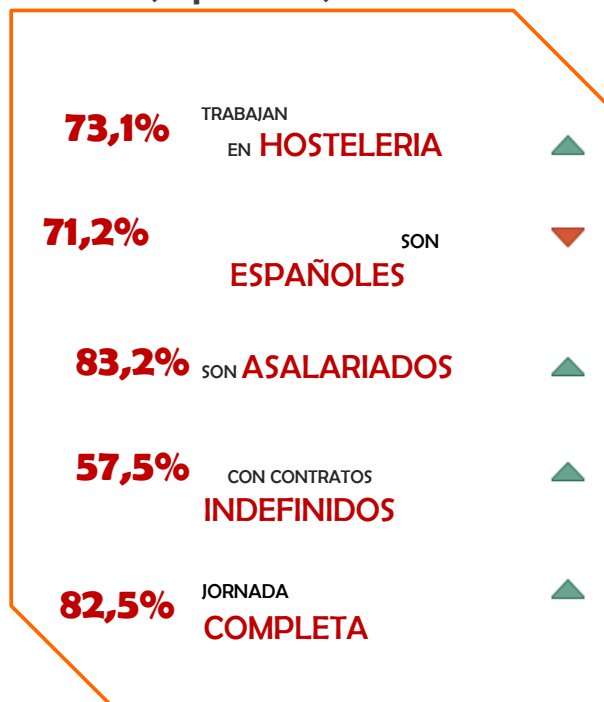 73,1% TRABAJAN
EN HOSTELERIA
71,2% SON
ESPAÑOLES
83,2% SON ASALARIADOS
57,5% CON CONTRATOS
INDEFINIDOS
82,5% JORNADA
COMPLETA